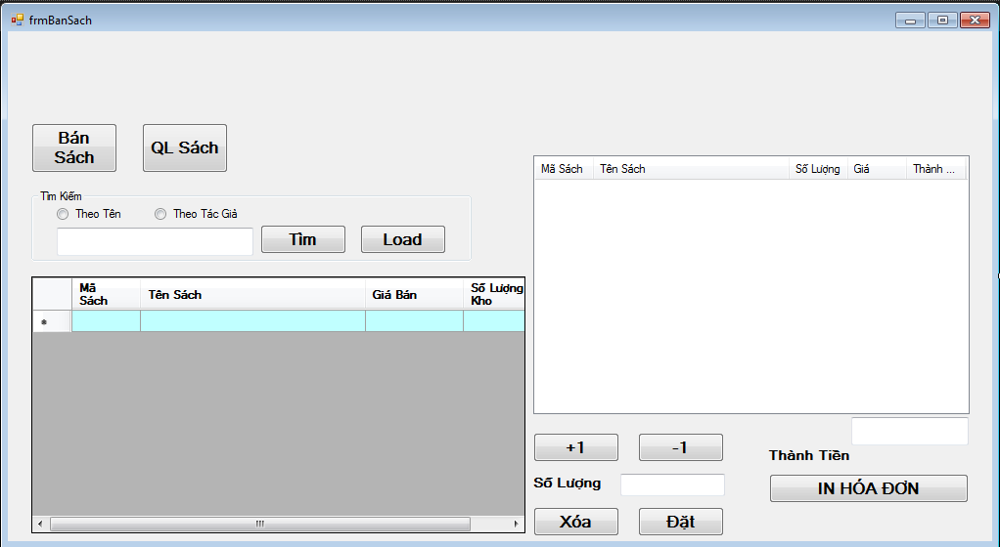 frmBanSach
Bán
Sách
QL Sách
Tìm Kiếm
Theo Tên
Theo Tác Giả
Tìm
Load
Mã
Sách
Tên Sách
Giá Bán
Số Lượng
Kho
*
Mã Sách
Tên Sách
Số Lượng
Giá
Thành ...
+1
-1
Số Lượng
Xóa
Đặt
Thành Tiền
IN HÓA ĐƠN